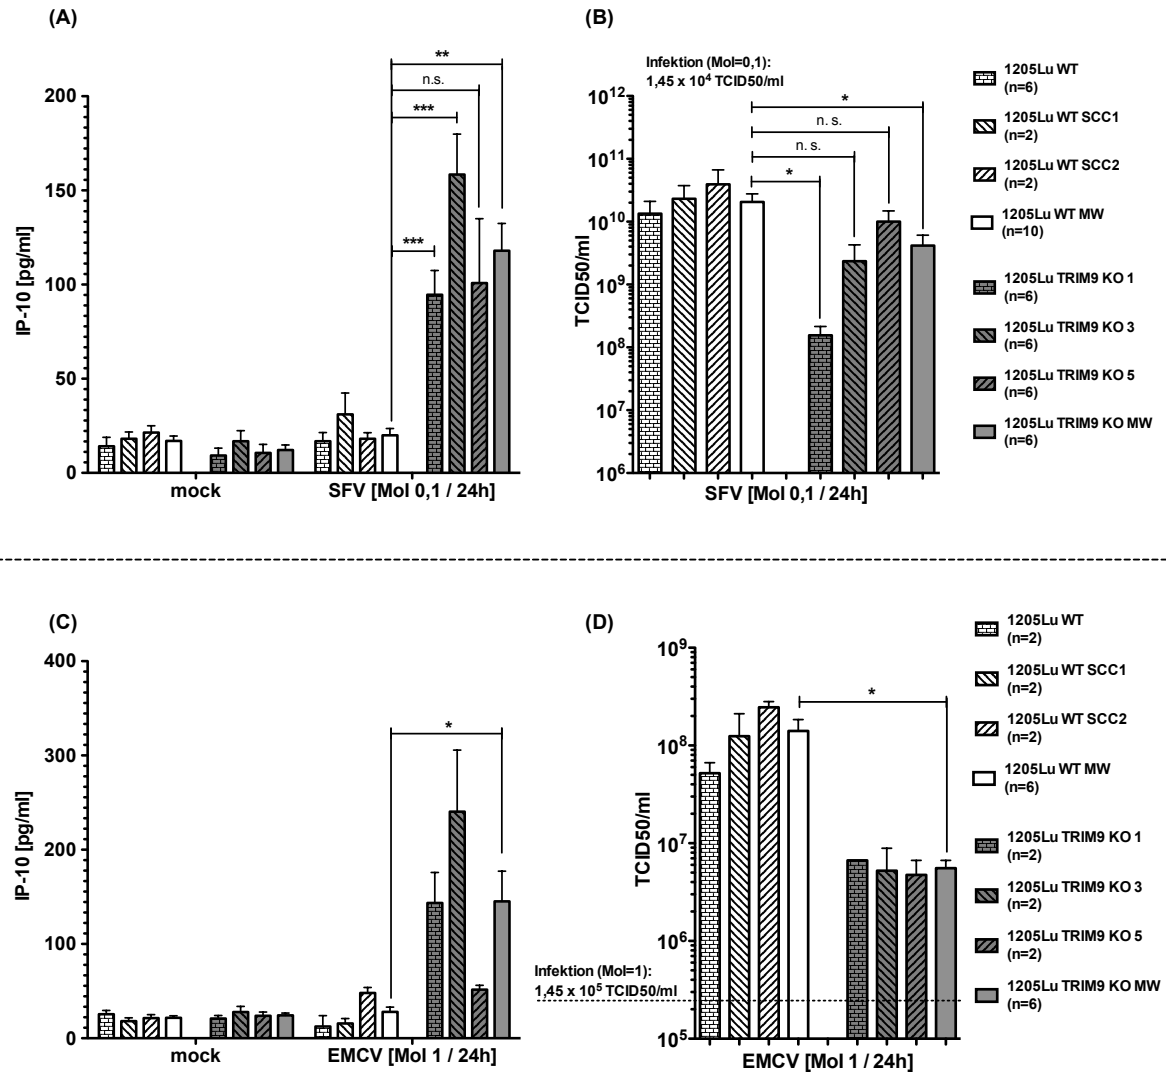 (A)
**
n.s.
***
***
200
150
100
50
0
IP-10 [pg/ml]
mock
SFV [MoI 0,1 / 24h]
(B)
Infektion (MoI=0,1):
1,45 x 10⁴ TCID50/ml
*
n. s.
n. s.
*
10¹²
10¹¹
10¹⁰
10⁹
10⁸
10⁷
10⁶
TCID50/ml
SFV [MoI 0,1 / 24h]
1205Lu WT
(n=6)
1205Lu WT SCC1
(n=2)
1205Lu WT SCC2
(n=2)
1205Lu WT MW
(n=10)
1205Lu TRIM9 KO 1
(n=6)
1205Lu TRIM9 KO 3
(n=6)
1205Lu TRIM9 KO 5
(n=6)
1205Lu TRIM9 KO MW
(n=6)
(C)
*
400
300
200
100
0
IP-10 [pg/ml]
mock
EMCV [MoI 1 / 24h]
(D)
*
10⁹
10⁸
10⁷
10⁶
10⁵
TCID50/ml
Infektion (MoI=1):
1,45 x 10⁵ TCID50/ml
EMCV [MoI 1 / 24h]
1205Lu WT
(n=2)
1205Lu WT SCC1
(n=2)
1205Lu WT SCC2
(n=2)
1205Lu WT MW
(n=6)
1205Lu TRIM9 KO 1
(n=2)
1205Lu TRIM9 KO 3
(n=2)
1205Lu TRIM9 KO 5
(n=2)
1205Lu TRIM9 KO MW
(n=6)